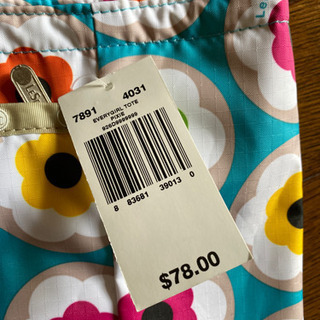 7891 4031
EVERYGIRL TOTE
PIXIE
8 83681 39013 0
$78.00